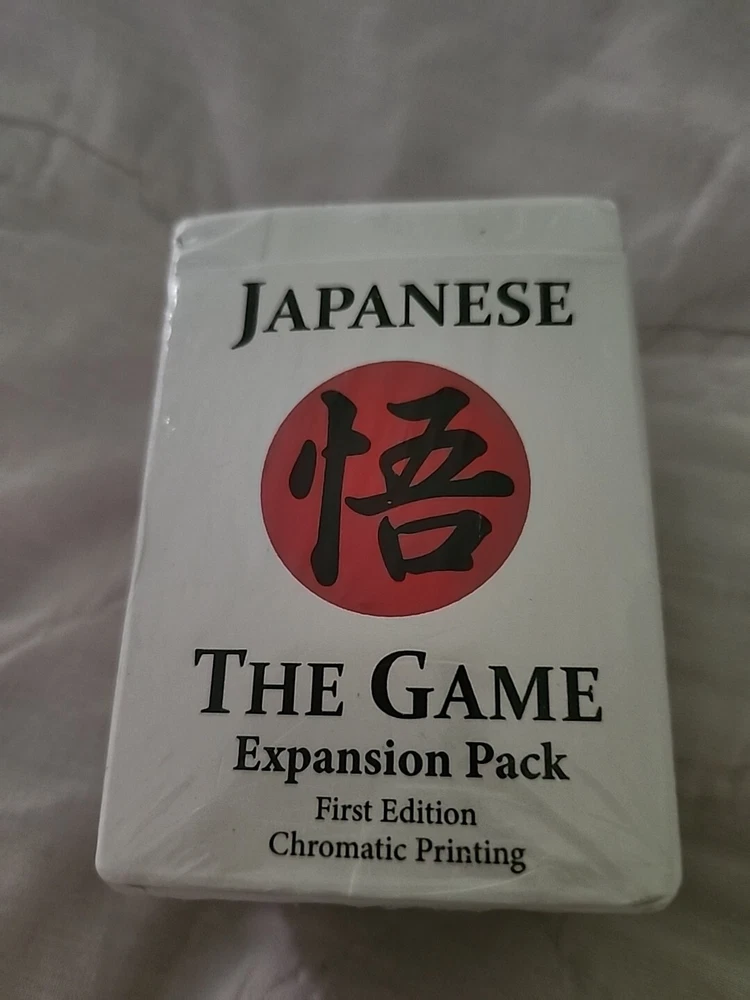 JAPANESE
悟
THE GAME
Expansion Pack
First Edition
Chromatic Printing